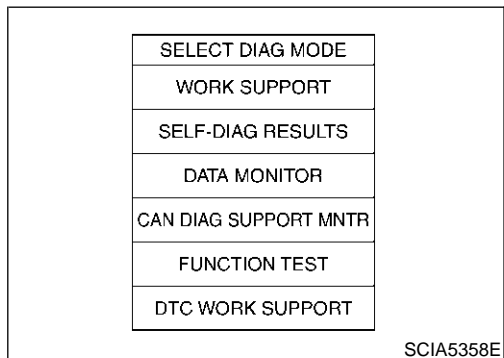 SELECT DIAG MODE
WORK SUPPORT
SELF-DIAG RESULTS
DATA MONITOR
CAN DIAG SUPPORT MNTR
FUNCTION TEST
DTC WORK SUPPORT
SCIA5358E